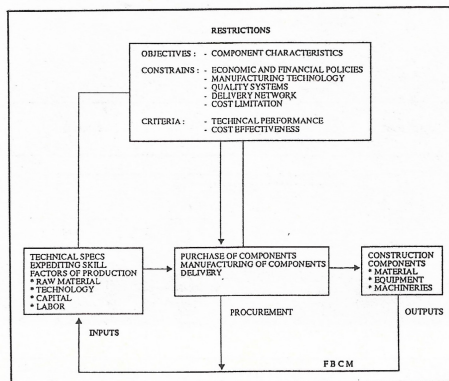 RESTRICTIONS
OBJECTIVES : - COMPONENT CHARACTERISTICS
CONSTRAINS : - ECONOMIC AND FINANCIAL POLICIES
- MANUFACTURING TECHNOLOGY
- QUALITY SYSTEMS
- DELIVERY NETWORK
- COST LIMITATION
CRITERIA : - TECHINCAL PERFORMANCE
- COST EFFECTIVENESS
TECHNICAL SPECS
EXPEDITING SKILL
FACTORS OF PRODUCTION
* RAW MATERIAL
* TECHNOLOGY
* CAPITAL
* LABOR
PURCHASE OF COMPONENTS
MANUFACTURING OF COMPONENTS
DELIVERY
CONSTRUCTION
COMPONENTS
* MATERIAL
* EQUIPMENT
* MACHINERIES
INPUTS
PROCUREMENT
OUTPUTS
F B C M